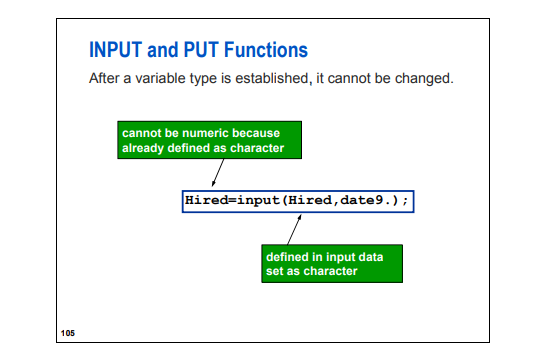 INPUT and PUT Functions
After a variable type is established, it cannot be changed.
cannot be numeric because
already defined as character
Hired=input(Hired,date9.);
defined in input data
set as character
105